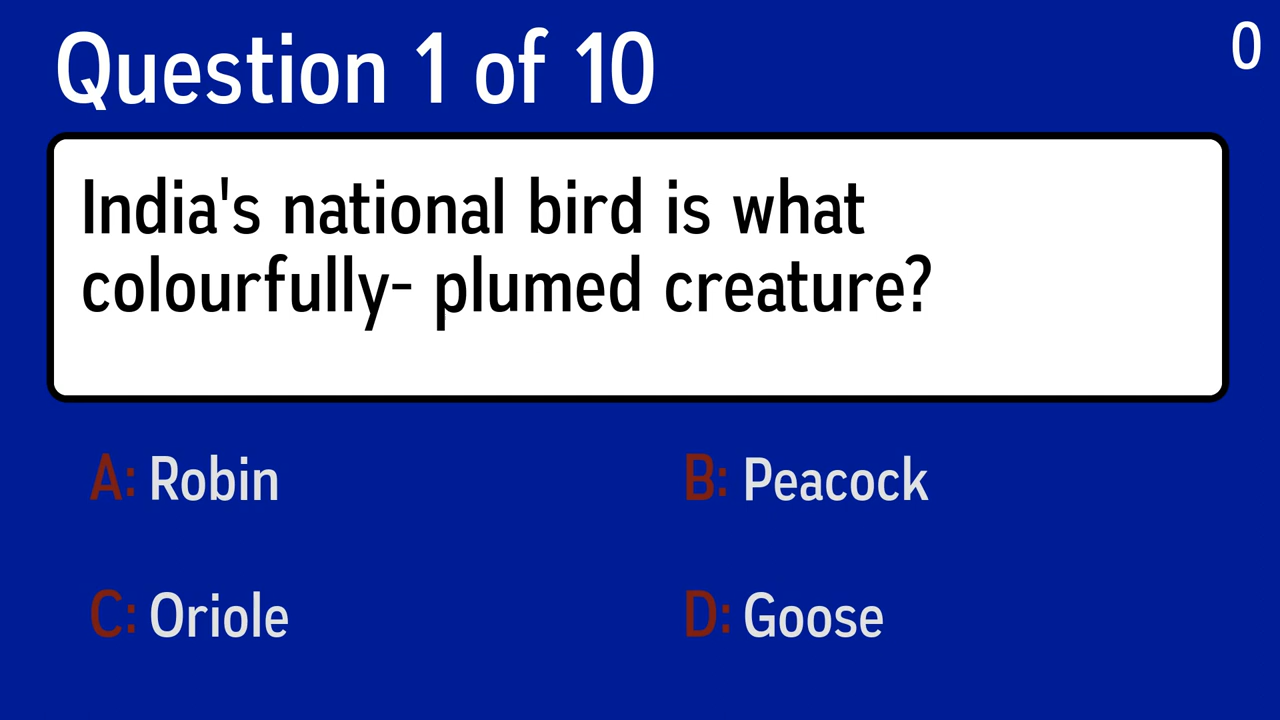 Question 1 of 10
0
India's national bird is what
colourfully- plumed creature?
A: Robin
B: Peacock
C: Oriole
D: Goose